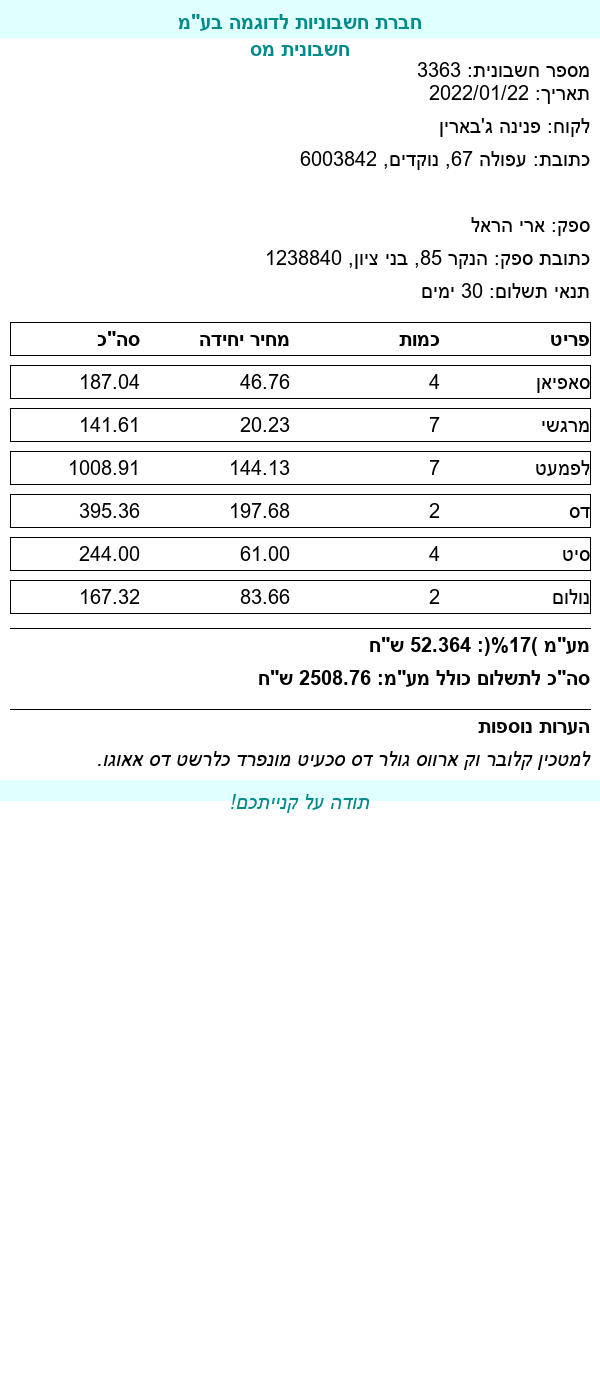 חברת חשבוניות לדוגמה בע"מ
חשבונית מס
מספר חשבונית: 3363
תאריך: 2022/01/22
לקוח: פנינה ג'בארין
כתובת: עפולה 67, נוקדים, 6003842
ספק: ארי הראל
כתובת ספק: הנקר 85, בני ציון, 1238840
תנאי תשלום: 30 ימים
פריט כמות מחיר יחידה סה"כ
סאפיאן 4 46.76 187.04
מרגשי 7 20.23 141.61
לפמעט 7 144.13 1008.91
דס 2 197.68 395.36
סיט 4 61.00 244.00
נולום 2 83.66 167.32
מע"מ (17%): 52.364 ש"ח
סה"כ לתשלום כולל מע"מ: 2508.76 ש"ח
הערות נוספות
למטכין קלובר וק ארווס גולר דס סכעיט מונפרד כלרשט דס אאוגו.
תודה על קנייתכם!